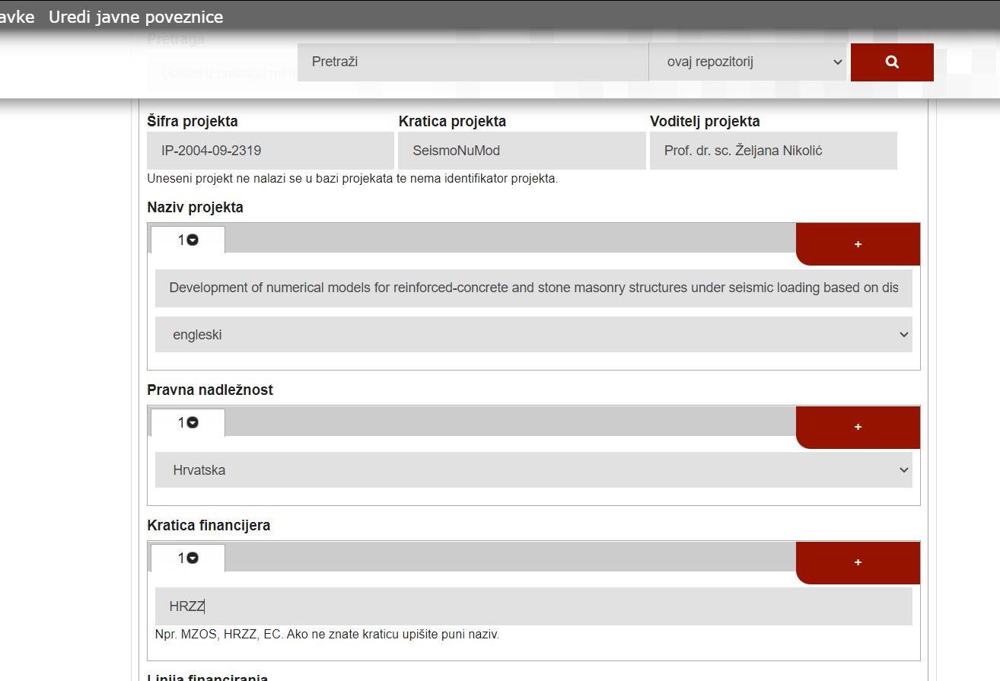 avke Uredi javne poveznice
Pretraga
Pretraži ovaj repozitorij
Upišite u pretragu
Šifra projekta Kratica projekta Voditelj projekta
IP-2004-09-2319 SeismoNuMod Prof. dr. sc. Željana Nikolić
Uneseni projekt ne nalazi se u bazi projekata te nema identifikator projekta.
Naziv projekta
1 +
Development of numerical models for reinforced-concrete and stone masonry structures under seismic loading based on dis
engleski
Pravna nadležnost
1 +
Hrvatska
Kratica financijera
1 +
HRZZ
Npr. MZOS, HRZZ, EC. Ako ne znate kraticu upišite puni naziv.
Linija financiranja